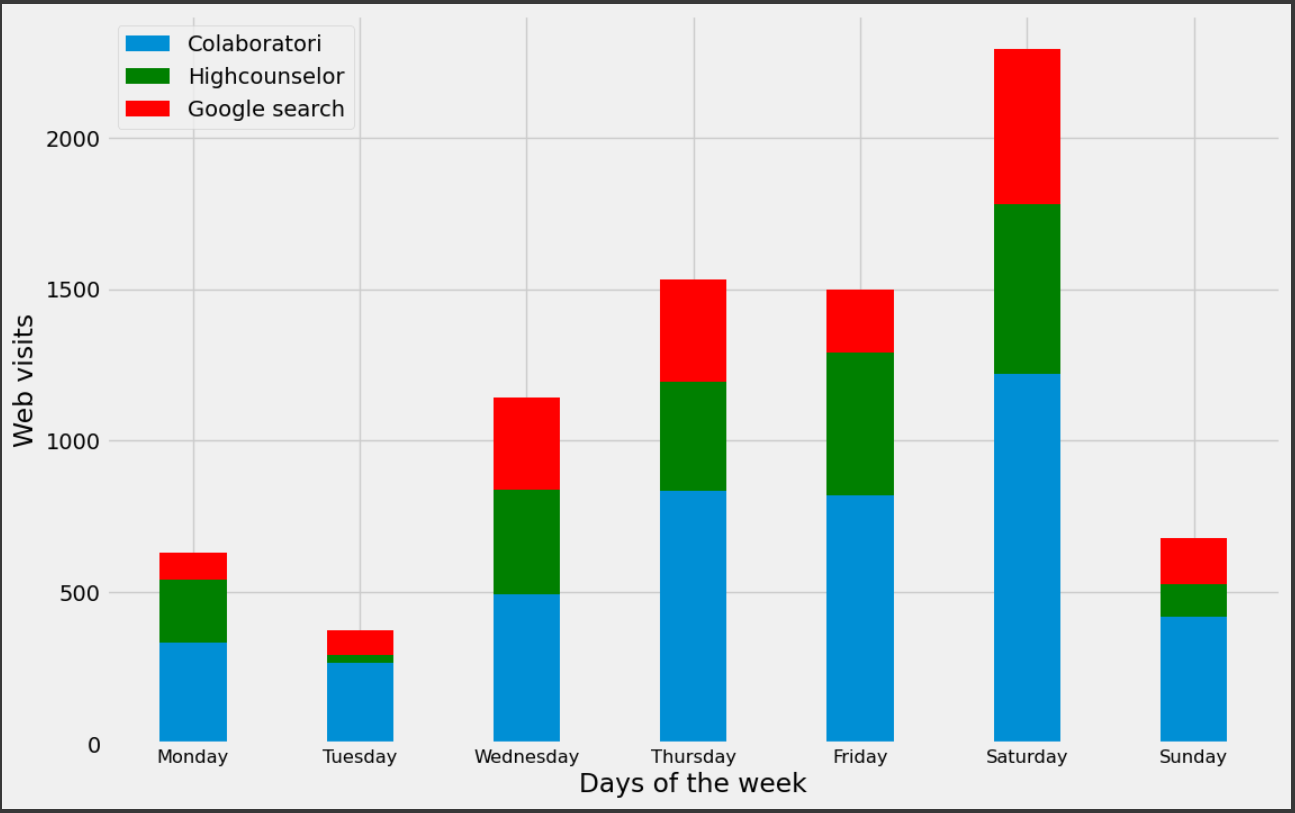 Colaboratori
Highcounselor
Google search
2000
1500
1000
500
0
Web visits
Monday Tuesday Wednesday Thursday Friday Saturday Sunday
Days of the week